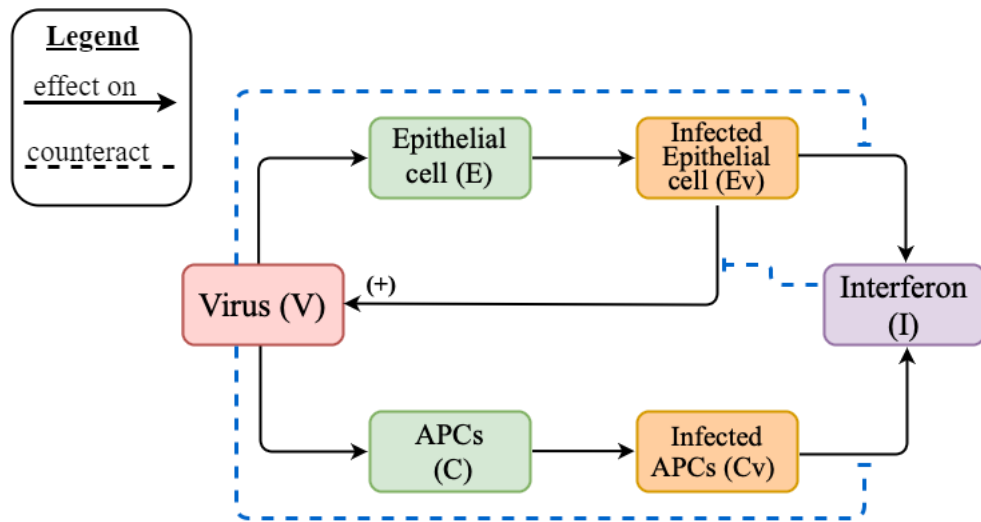 Legend
effect on
counteract
Epithelial
cell (E)
Infected
Epithelial
cell (Ev)
Virus (V)
(+)
Interferon
(I)
APCs
(C)
Infected
APCs (Cv)